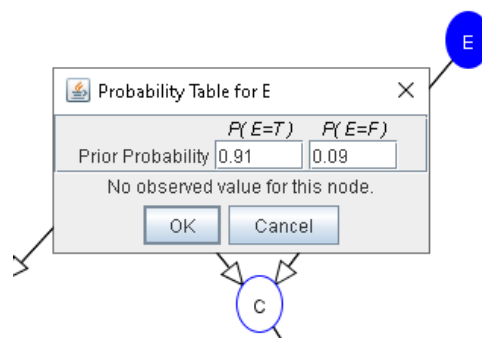 E
Probability Table for E
P(E=T) P(E=F)
Prior Probability 0.91 0.09
No observed value for this node.
OK Cancel
C